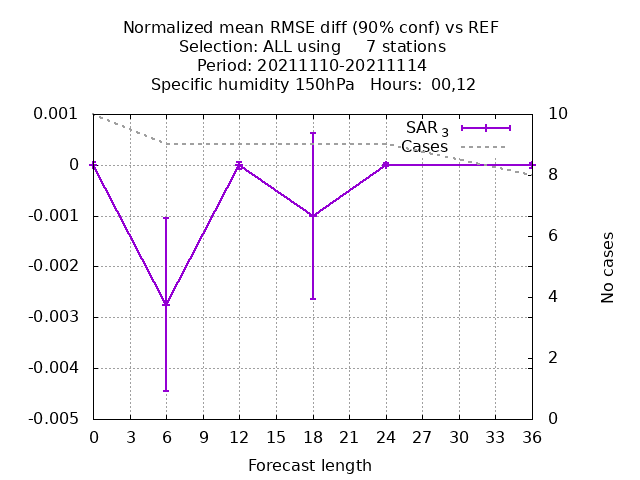 Normalized mean RMSE diff (90% conf) vs REF
Selection: ALL using     7 stations
Period: 20211110-20211114
Specific humidity 150hPa   Hours: 00,12
0.001
0
-0.001
-0.002
-0.003
-0.004
-0.005
SAR 3
Cases
10
8
6
4
2
0
No cases
0 3 6 9 12 15 18 21 24 27 30 33 36
Forecast length